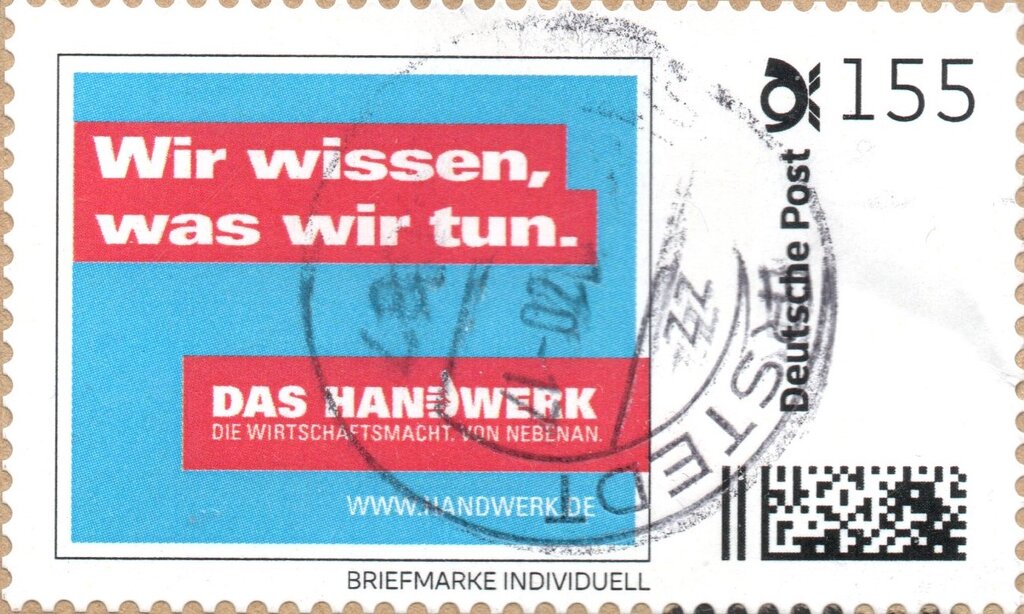 Wir wissen,
was wir tun.
DAS HANDWERK
DIE WIRTSCHAFTSMACHT. VON NEBENAN.
WWW.HANDWERK.DE
BRIEFMARKE INDIVIDUELL
155
Deutsche Post
STEDT